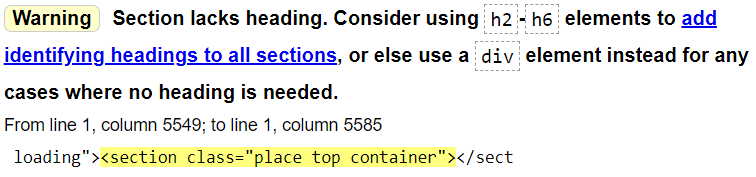 Warning Section lacks heading. Consider using h2-h6 elements to add
identifying headings to all sections, or else use a div element instead for any
cases where no heading is needed.
From line 1, column 5549; to line 1, column 5585
loading"><section class="place top container"></sect